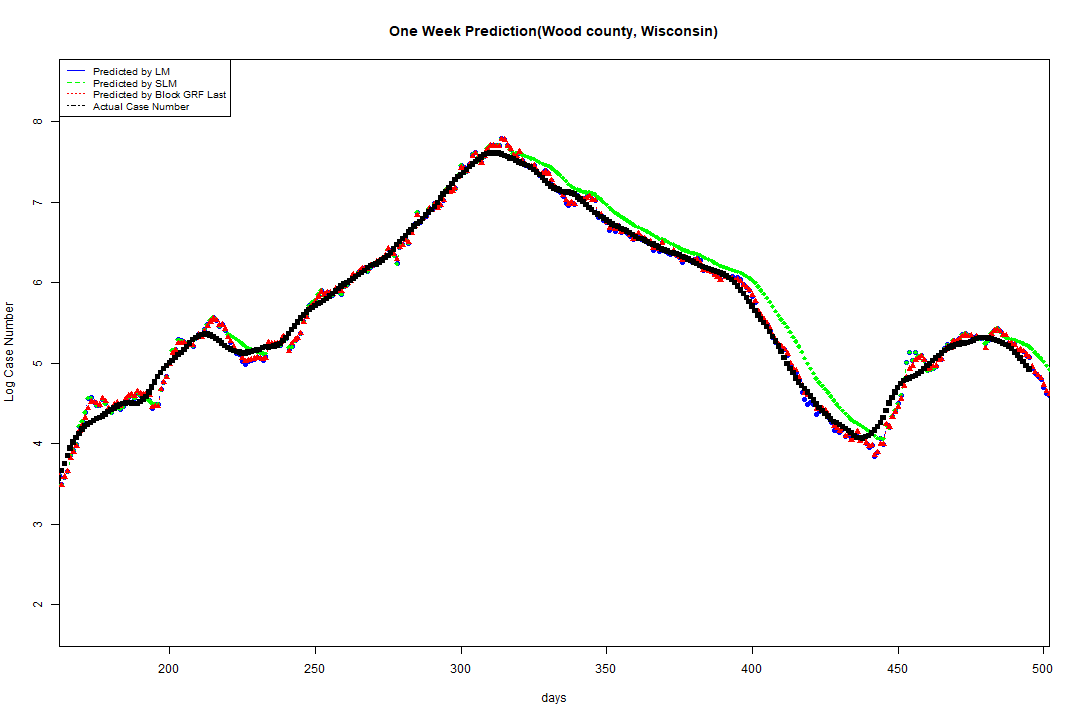 One Week Prediction(Wood county, Wisconsin)
Predicted by LM
Predicted by SLM
Predicted by Block GRF Last
Actual Case Number
8
7
6
5
4
3
2
Log Case Number
200 250 300 350 400 450 500
days